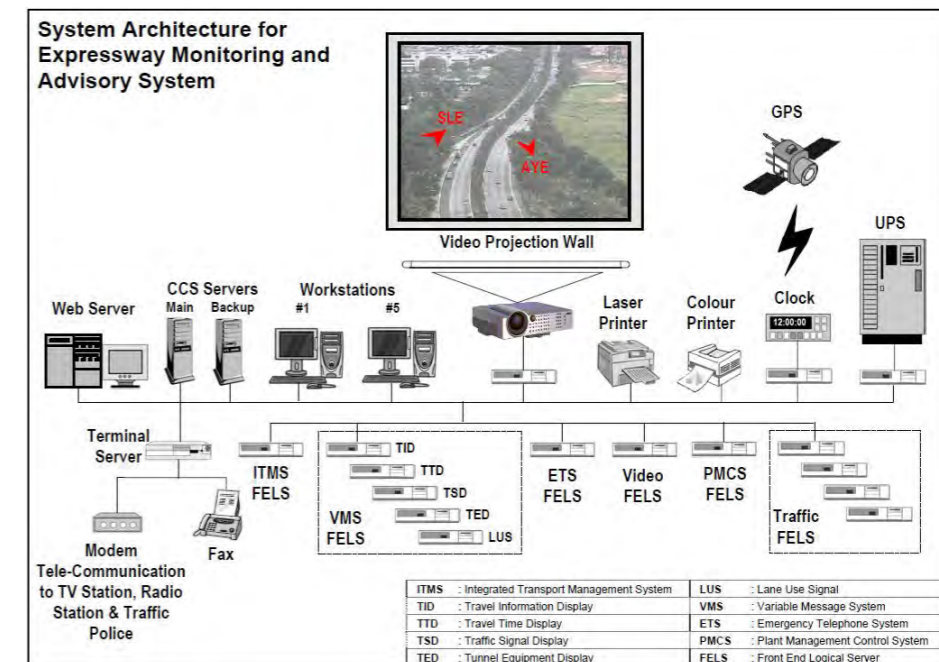 System Architecture for
Expressway Monitoring and
Advisory System
SLE
AYE
GPS
Video Projection Wall
UPS
Web Server
CCS Servers
Main Backup
Workstations
#1 #5
Laser
Printer
Colour
Printer
Clock
12:00:00
Terminal
Server
ITMS
FELS
TID
TTD
TSD
TED
LUS
VMS
FELS
ETS
FELS
Video
FELS
PMCS
FELS
Traffic
FELS
Modem
Tele-Communication
to TV Station, Radio
Station & Traffic
Police
Fax
ITMS : Integrated Transport Management System LUS : Lane Use Signal
TID : Travel Information Display VMS : Variable Message System
TTD : Travel Time Display ETS : Emergency Telephone System
TSD : Traffic Signal Display PMCS : Plant Management Control System
TED : Tunnel Equipment Display FELS : Front End Logical Server